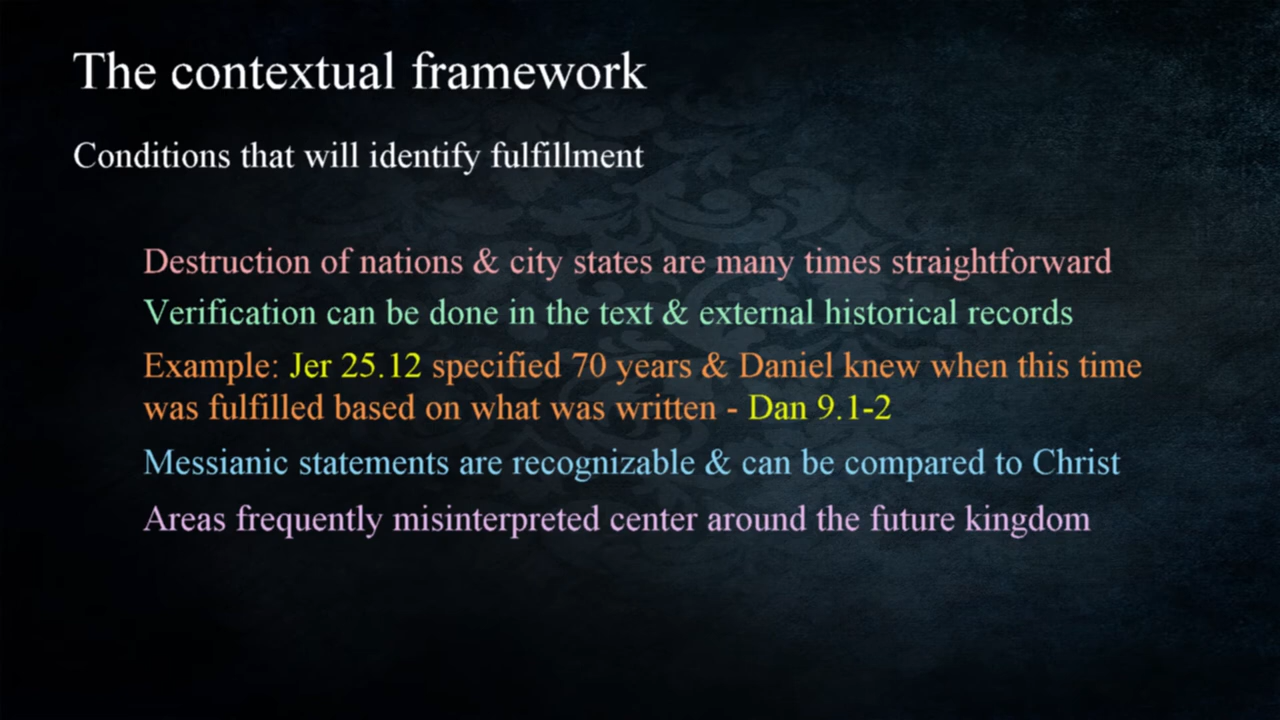 The contextual framework
Conditions that will identify fulfillment
Destruction of nations & city states are many times straightforward
Verification can be done in the text & external historical records
Example: Jer 25.12 specified 70 years & Daniel knew when this time
was fulfilled based on what was written - Dan 9.1-2
Messianic statements are recognizable & can be compared to Christ
Areas frequently misinterpreted center around the future kingdom